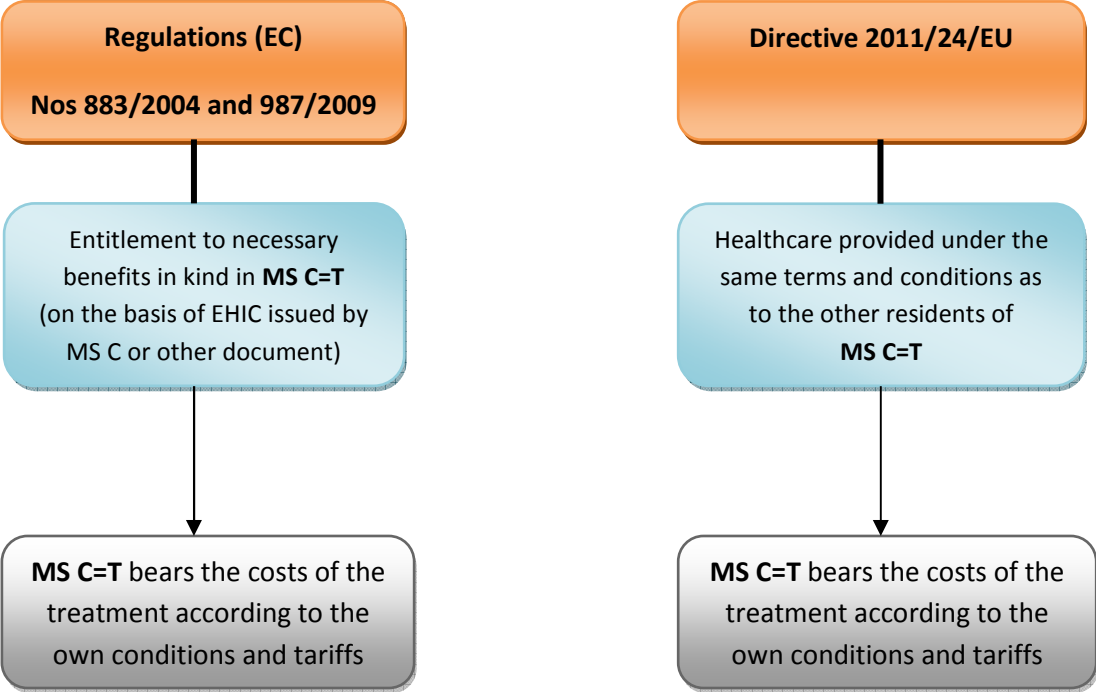 Regulations (EC)
Nos 883/2004 and 987/2009
Entitlement to necessary
benefits in kind in MS C=T
(on the basis of EHIC issued by
MS C or other document)
MS C=T bears the costs of the
treatment according to the
own conditions and tariffs
Directive 2011/24/EU
Healthcare provided under the
same terms and conditions as
to the other residents of
MS C=T
MS C=T bears the costs of the
treatment according to the
own conditions and tariffs